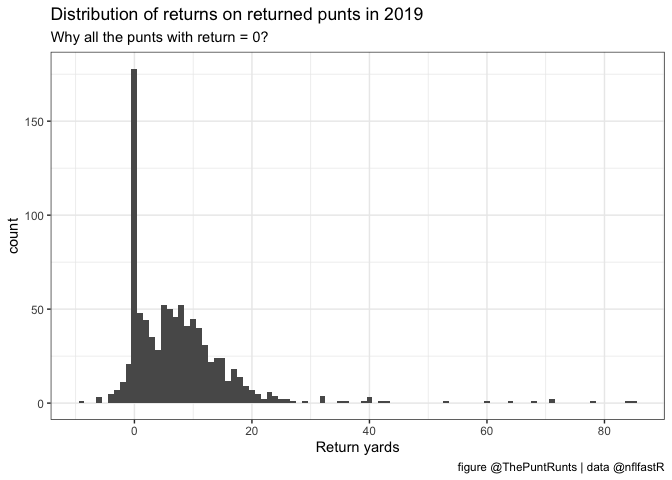 Distribution of returns on returned punts in 2019
Why all the punts with return = 0?
150
100
50
0
count
0 20 40 60 80
Return yards
figure @ThePuntRunts | data @nflfastR